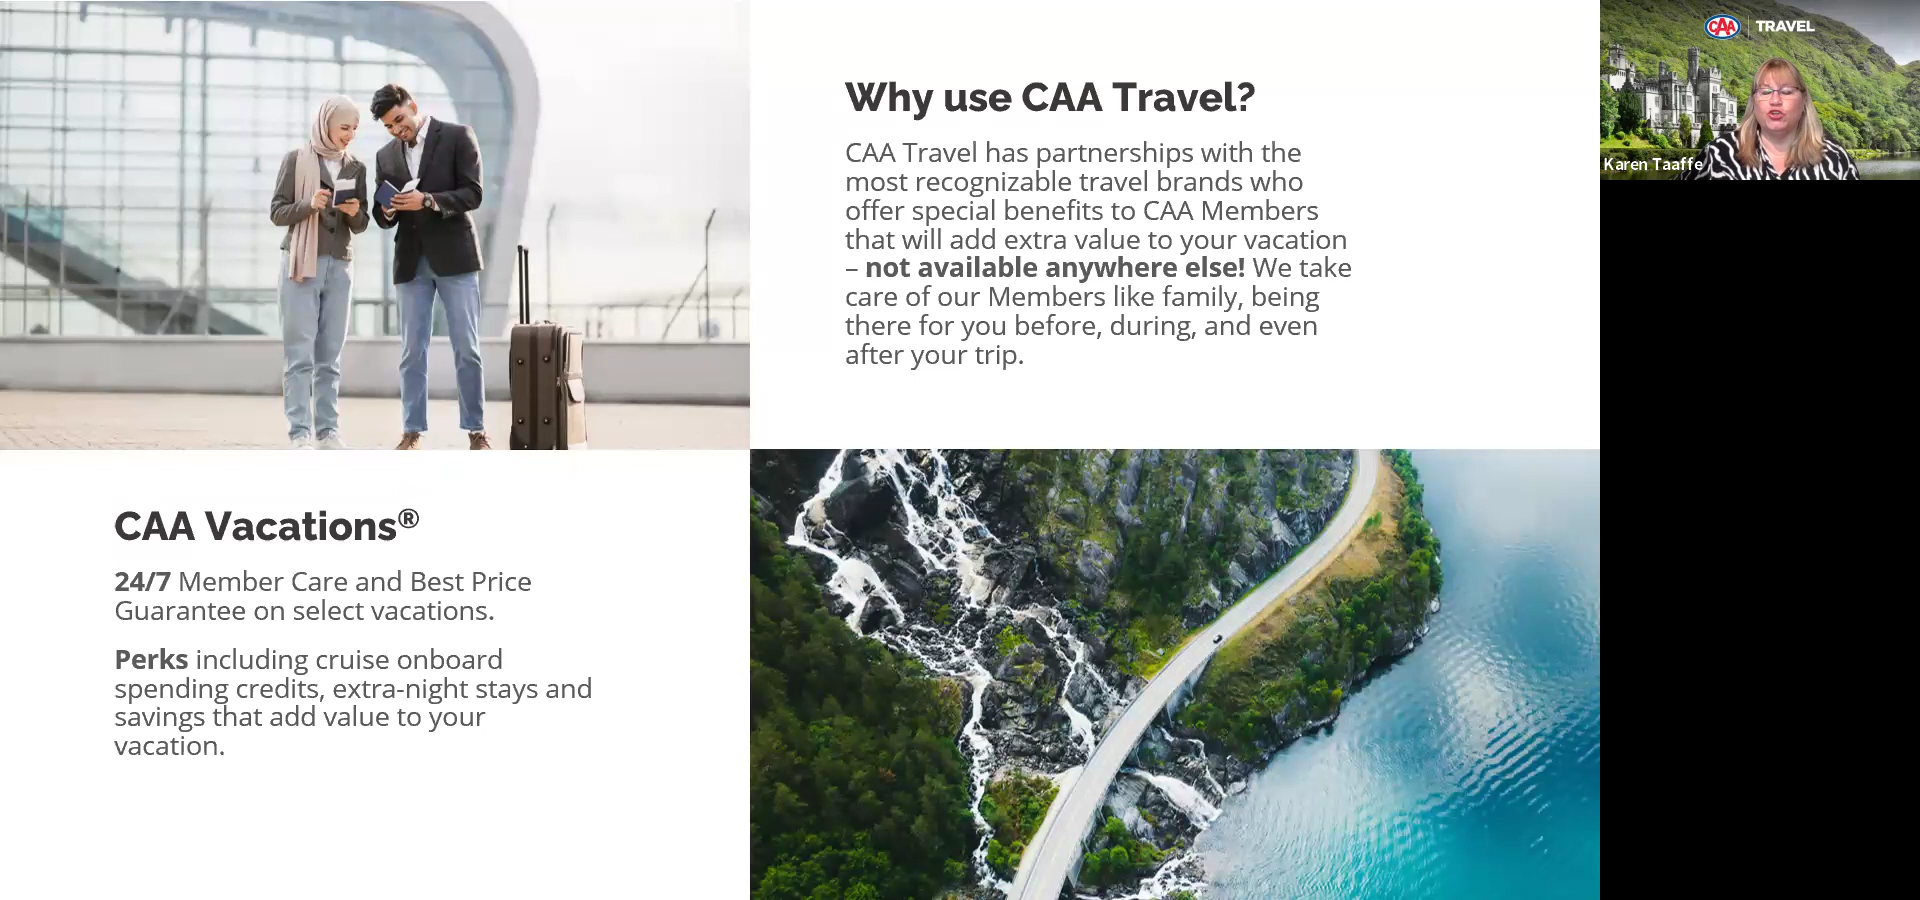 Why use CAA Travel?
CAA Travel has partnerships with the
most recognizable travel brands who
offer special benefits to CAA Members
that will add extra value to your vacation
– not available anywhere else! We take
care of our Members like family, being
there for you before, during, and even
after your trip.
CAA Vacations®
24/7 Member Care and Best Price
Guarantee on select vacations.
Perks including cruise onboard
spending credits, extra-night stays and
savings that add value to your
vacation.
CAA | TRAVEL
Karen Taaffe